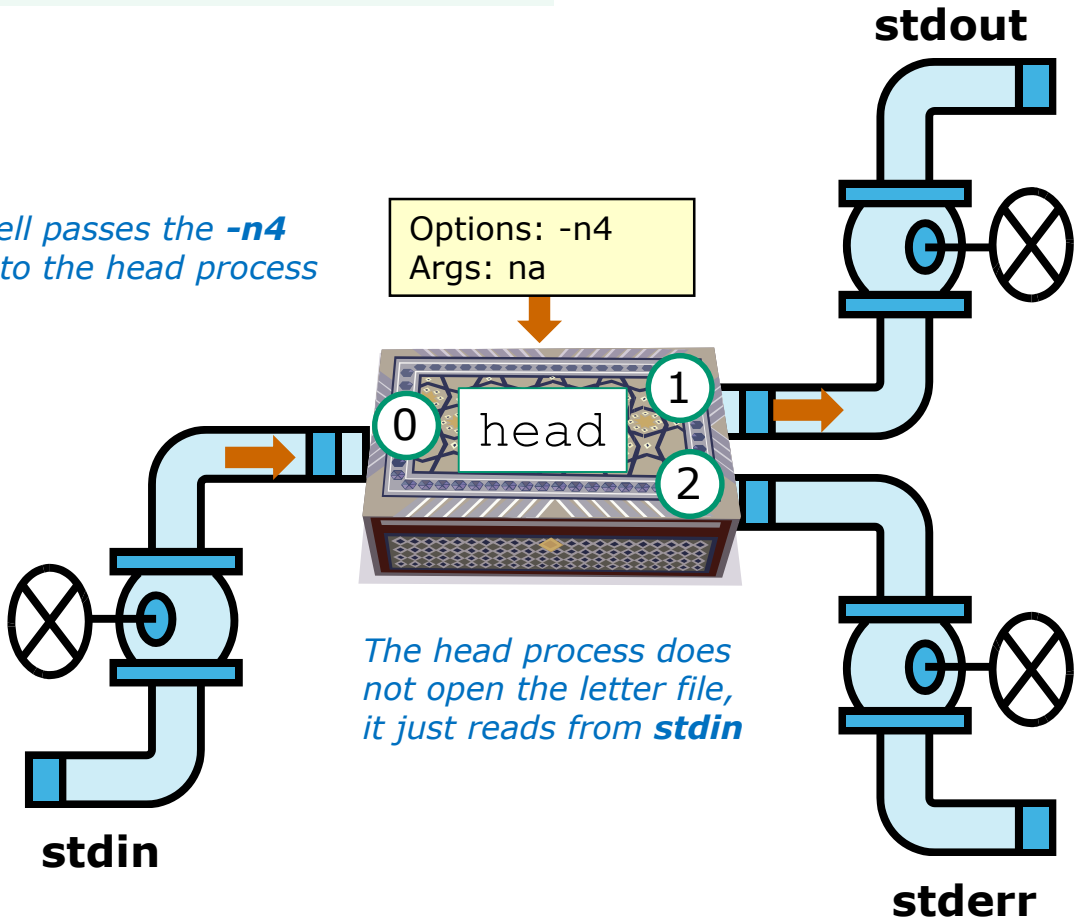 stdout
ell passes the -n4
to the head process
Options: -n4
Args: na
0
head
1
2
The head process does
not open the letter file,
it just reads from stdin
stdin
stderr